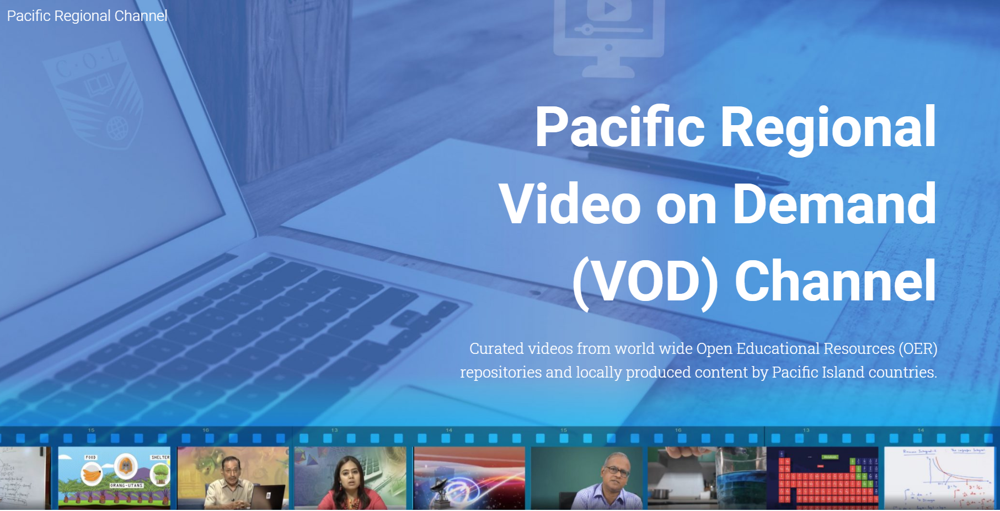 Pacific Regional Channel
C·O·L
Pacific Regional
Video on Demand
(VOD) Channel
Curated videos from world wide Open Educational Resources (OER)
repositories and locally produced content by Pacific Island countries.
15 16 13 14 15 16 13 14
FOOD
SHELTER
ORANG-UTANS
Metalloids